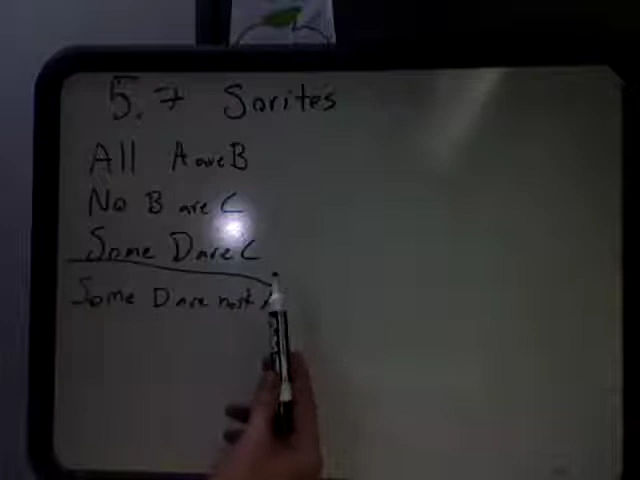 5.7 Sorites
All A are B
No B are C
Some D are C
Some D are not